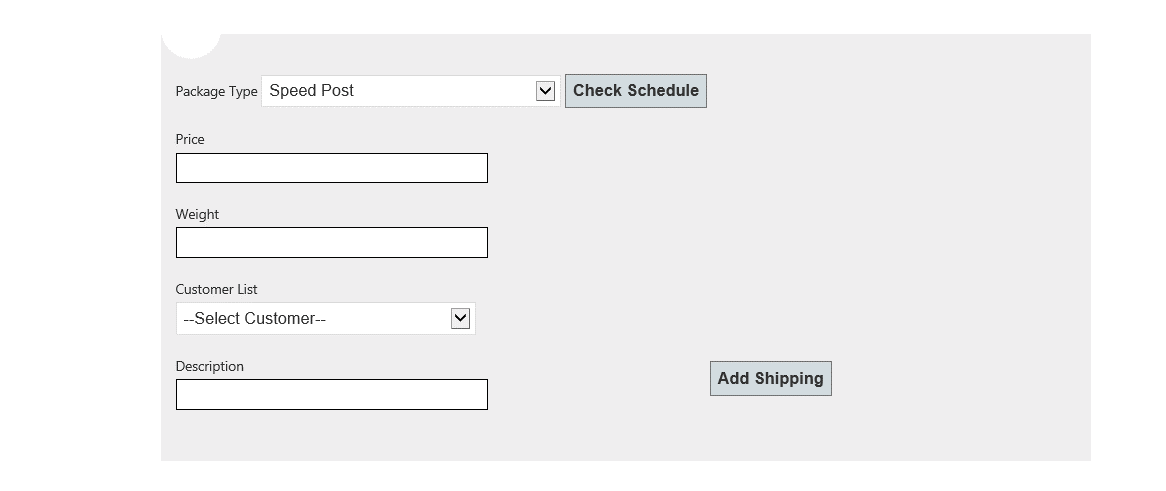 Package Type Speed Post Check Schedule
Price
Weight
Customer List
--Select Customer--
Description
Add Shipping